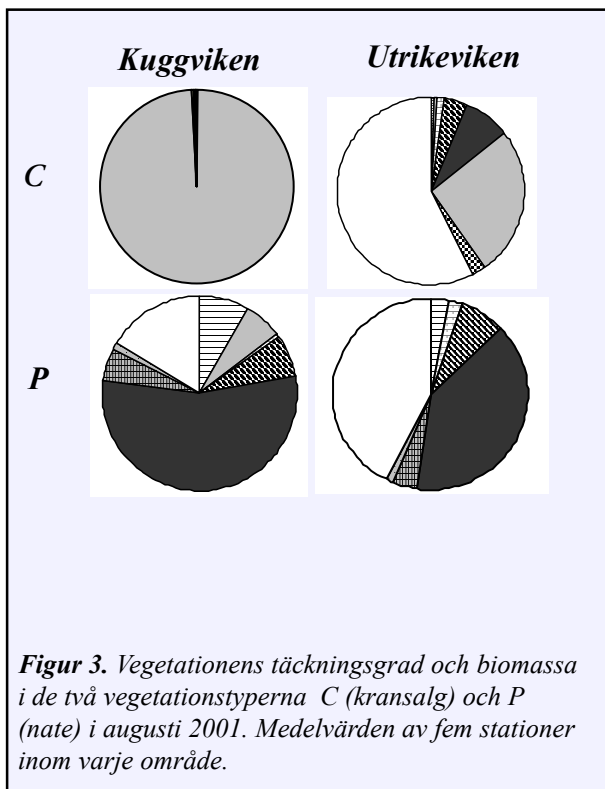 Kuggviken Utrikeviken
C
P
Figur 3. Vegetationens täckningsgrad och biomassa
i de två vegetationstyperna C (kransalg) och P
(nate) i augusti 2001. Medelvärden av fem stationer
inom varje område.